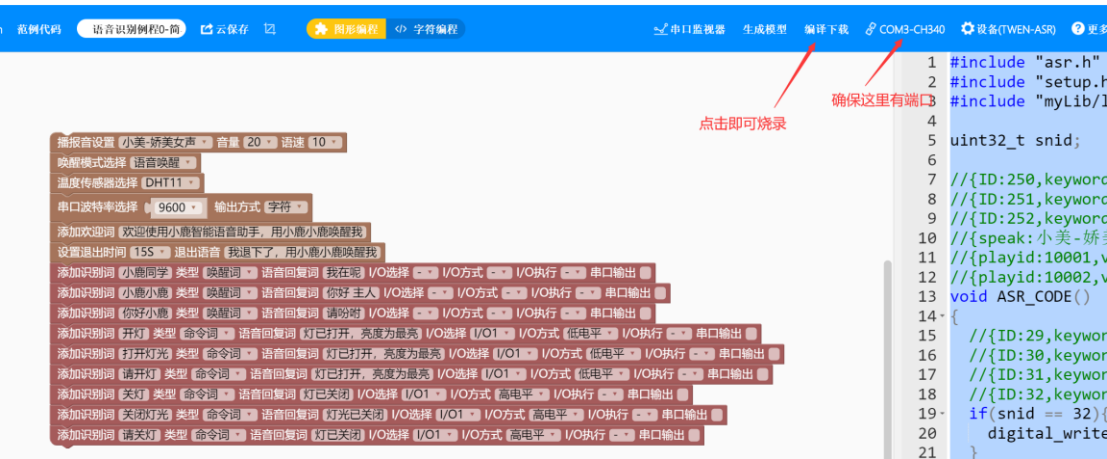 范例代码 语音识别例程0-简 云保存 图形编程 </> 字符编程 串口监视器 生成模型 编译下载 COM3-CH340 设备(TWEN-ASR) 更多
确保这里有端口
点击即可烧录
播报音设置 小美-娇美女声 音量 20 语速 10
唤醒模式选择 语音唤醒
温度传感器选择 DHT11
串口波特率选择 9600 输出方式 字符
添加欢迎词 欢迎使用小鹿智能语音助手，用小鹿小鹿唤醒我
设置退出时间 15S 退出语音 我退下了，用小鹿小鹿唤醒我
添加识别词 小鹿同学 类型 唤醒词 语音回复词 我在呢 I/O选择 - I/O方式 - I/O执行 - 串口输出
添加识别词 小鹿小鹿 类型 唤醒词 语音回复词 你好 主人 I/O选择 - I/O方式 - I/O执行 - 串口输出
添加识别词 你好小鹿 类型 唤醒词 语音回复词 请吩咐 I/O选择 - I/O方式 - I/O执行 - 串口输出
添加识别词 开灯 类型 命令词 语音回复词 灯已打开，亮度为最亮 I/O选择 I/O1 I/O方式 低电平 I/O执行 - 串口输出
添加识别词 打开灯光 类型 命令词 语音回复词 灯已打开，亮度为最亮 I/O选择 I/O1 I/O方式 低电平 I/O执行 - 串口输出
添加识别词 请开灯 类型 命令词 语音回复词 灯已打开，亮度为最亮 I/O选择 I/O1 I/O方式 低电平 I/O执行 - 串口输出
添加识别词 关灯 类型 命令词 语音回复词 灯已关闭 I/O选择 I/O1 I/O方式 高电平 I/O执行 - 串口输出
添加识别词 关闭灯光 类型 命令词 语音回复词 灯光已关闭 I/O选择 I/O1 I/O方式 高电平 I/O执行 - 串口输出
添加识别词 请关灯 类型 命令词 语音回复词 灯已关闭 I/O选择 I/O1 I/O方式 高电平 I/O执行 - 串口输出
1 #include "asr.h"
2 #include "setup.h
3 #include "myLib/l
4
5 uint32_t snid;
6
7 //{ID:250,keyword
8 //{ID:251,keyword
9 //{ID:252,keyword
10 //{speak:小美-娇美
11 //{playid:10001,v
12 //{playid:10002,v
13 void ASR_CODE()
14 {
15 //{ID:29,keywor
16 //{ID:30,keywor
17 //{ID:31,keywor
18 //{ID:32,keywor
19 if(snid == 32){
20 digital_write
21 }